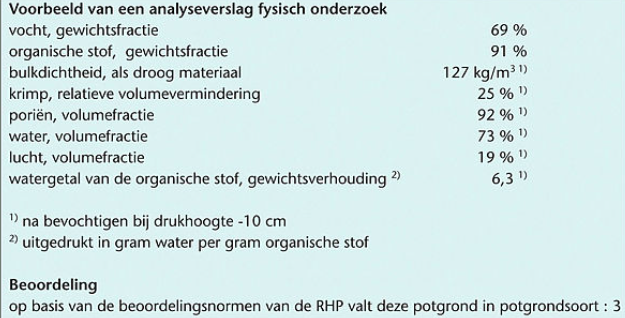 Voorbeeld van een analyseverslag fysisch onderzoek
vocht, gewichtsfractie 69 %
organische stof, gewichtsfractie 91 %
bulkdichtheid, als droog materiaal 127 kg/m³ ¹⁾
krimp, relatieve volumevermindering 25 % ¹⁾
poriën, volumefractie 92 % ¹⁾
water, volumefractie 73 % ¹⁾
lucht, volumefractie 19 % ¹⁾
watergetal van de organische stof, gewichtsverhouding ²⁾ 6,3 ¹⁾
¹⁾ na bevochtigen bij drukhoogte -10 cm
²⁾ uitgedrukt in gram water per gram organische stof
Beoordeling
op basis van de beoordelingsnormen van de RHP valt deze potgrond in potgrondsoort : 3